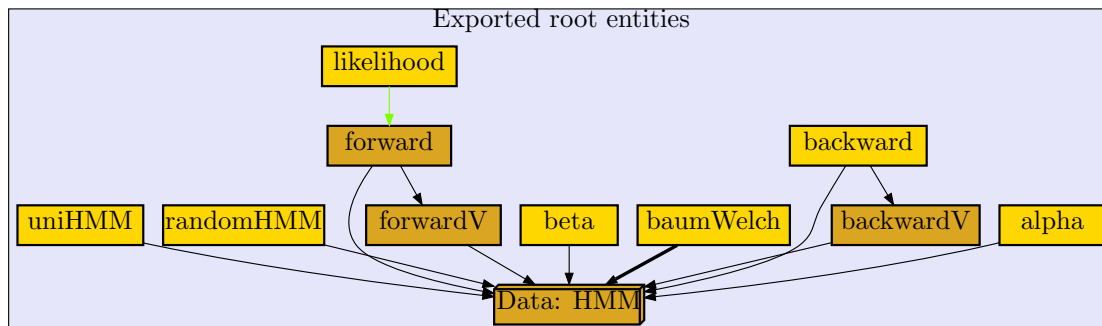 Exported root entities
likelihood
forward
backward
uniHMM
randomHMM
forwardV
beta
baumWelch
backwardV
alpha
Data: HMM